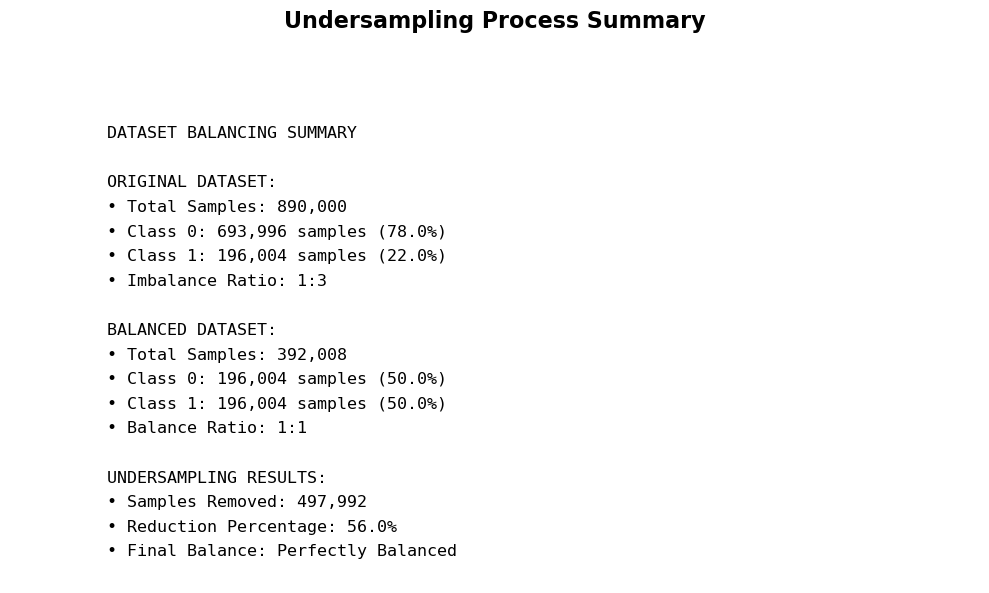 Undersampling Process Summary
DATASET BALANCING SUMMARY
ORIGINAL DATASET:
• Total Samples: 890,000
• Class 0: 693,996 samples (78.0%)
• Class 1: 196,004 samples (22.0%)
• Imbalance Ratio: 1:3
BALANCED DATASET:
• Total Samples: 392,008
• Class 0: 196,004 samples (50.0%)
• Class 1: 196,004 samples (50.0%)
• Balance Ratio: 1:1
UNDERSAMPLING RESULTS:
• Samples Removed: 497,992
• Reduction Percentage: 56.0%
• Final Balance: Perfectly Balanced